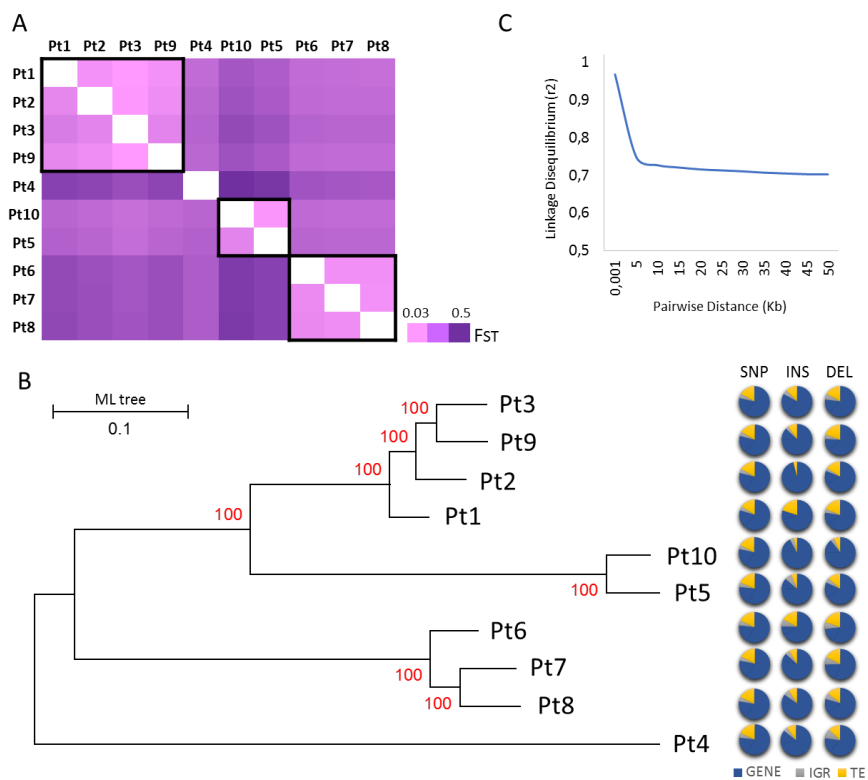 A
Pt1 Pt2 Pt3 Pt9 Pt4 Pt10 Pt5 Pt6 Pt7 Pt8
Pt1
Pt2
Pt3
Pt9
Pt4
Pt10
Pt5
Pt6
Pt7
Pt8
0.03 0.5
FST
C
Linkage Disequilibrium (r2)
1
0,9
0,8
0,7
0,6
0,5
0,001 5 10 15 20 25 30 35 40 45 50
Pairwise Distance (Kb)
B
ML tree
0.1
100
100
100
100
100
100
100
Pt3
Pt9
Pt2
Pt1
Pt10
Pt5
Pt6
Pt7
Pt8
Pt4
SNP INS DEL
GENE IGR TE